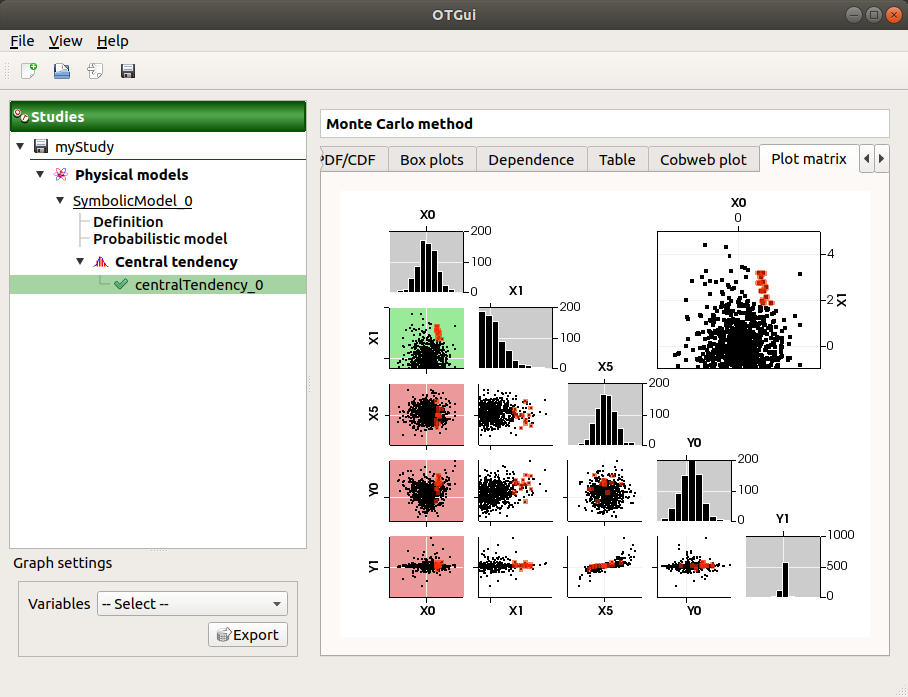 OTGui
File View Help
Studies
myStudy
Physical models
SymbolicModel_0
Definition
Probabilistic model
Central tendency
centralTendency_0
Graph settings
Variables -- Select --
Export
Monte Carlo method
PDF/CDF Box plots Dependence Table Cobweb plot Plot matrix
X0
200
100
0
X0
0
4
2
0
X1
X1
200
100
0
X1
X5
200
100
0
X5
Y0
200
100
0
Y0
Y1
1000
500
0
Y1
X0 X1 X5 Y0